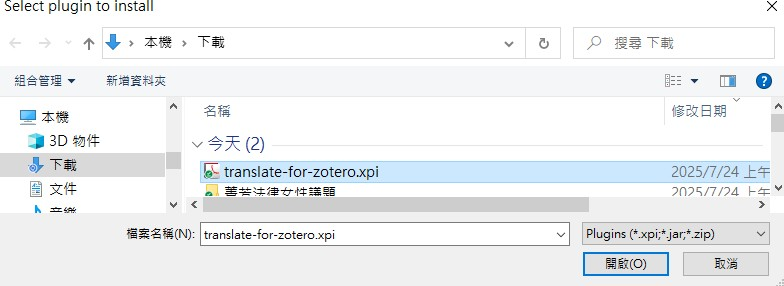 Select plugin to install
本機 > 下載 >
搜尋 下載
組合管理 新增資料夾
本機
3D 物件
下載
文件
音樂
名稱 修改日期
今天 (2)
translate-for-zotero.xpi 2025/7/24 上午
2025/7/24 上午
檔案名稱(N): translate-for-zotero.xpi Plugins (*.xpi;*.jar;*.zip)
開啟(O) 取消